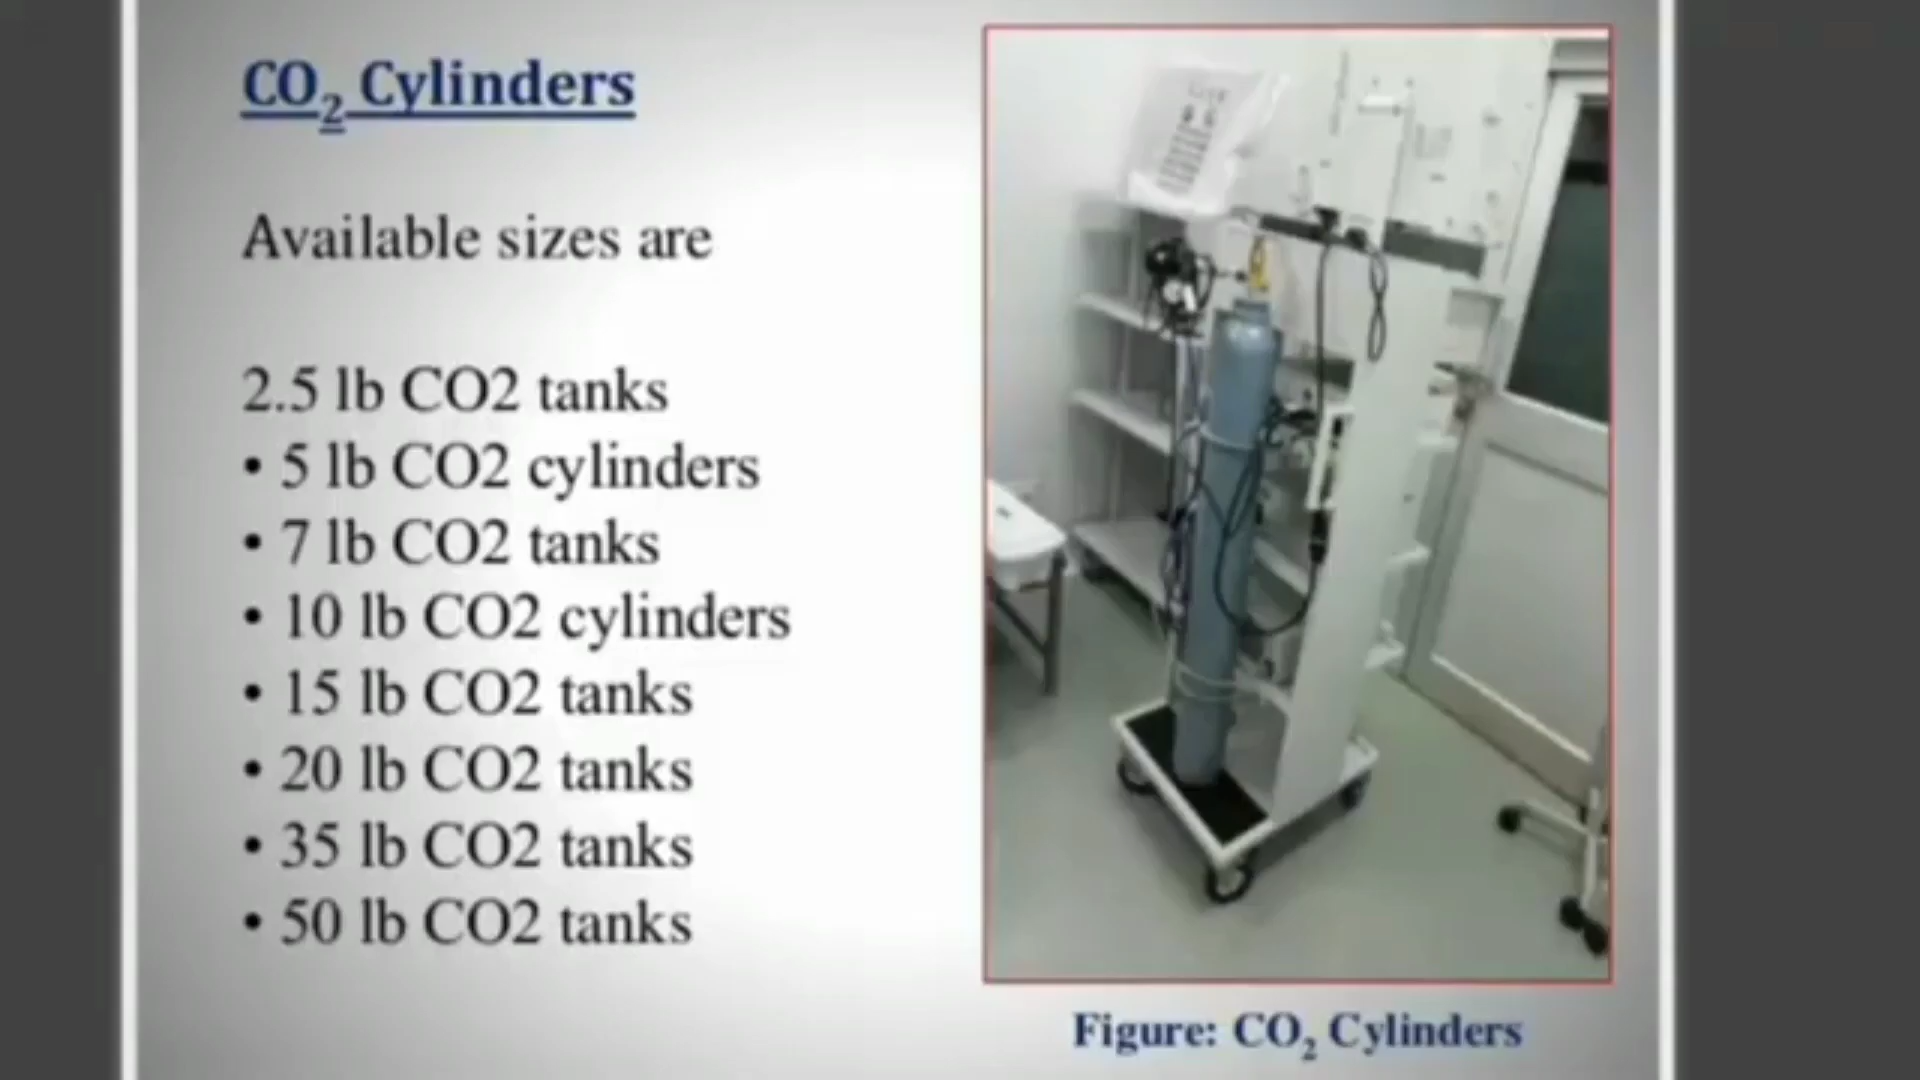 CO₂ Cylinders
Available sizes are
2.5 lb CO2 tanks
• 5 lb CO2 cylinders
• 7 lb CO2 tanks
• 10 lb CO2 cylinders
• 15 lb CO2 tanks
• 20 lb CO2 tanks
• 35 lb CO2 tanks
• 50 lb CO2 tanks
Figure: CO₂ Cylinders